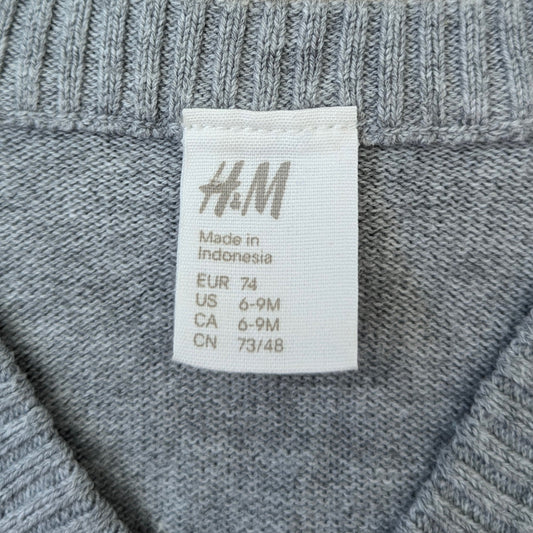 H&M
Made in
Indonesia
EUR 74
US 6-9M
CA 6-9M
CN 73/48